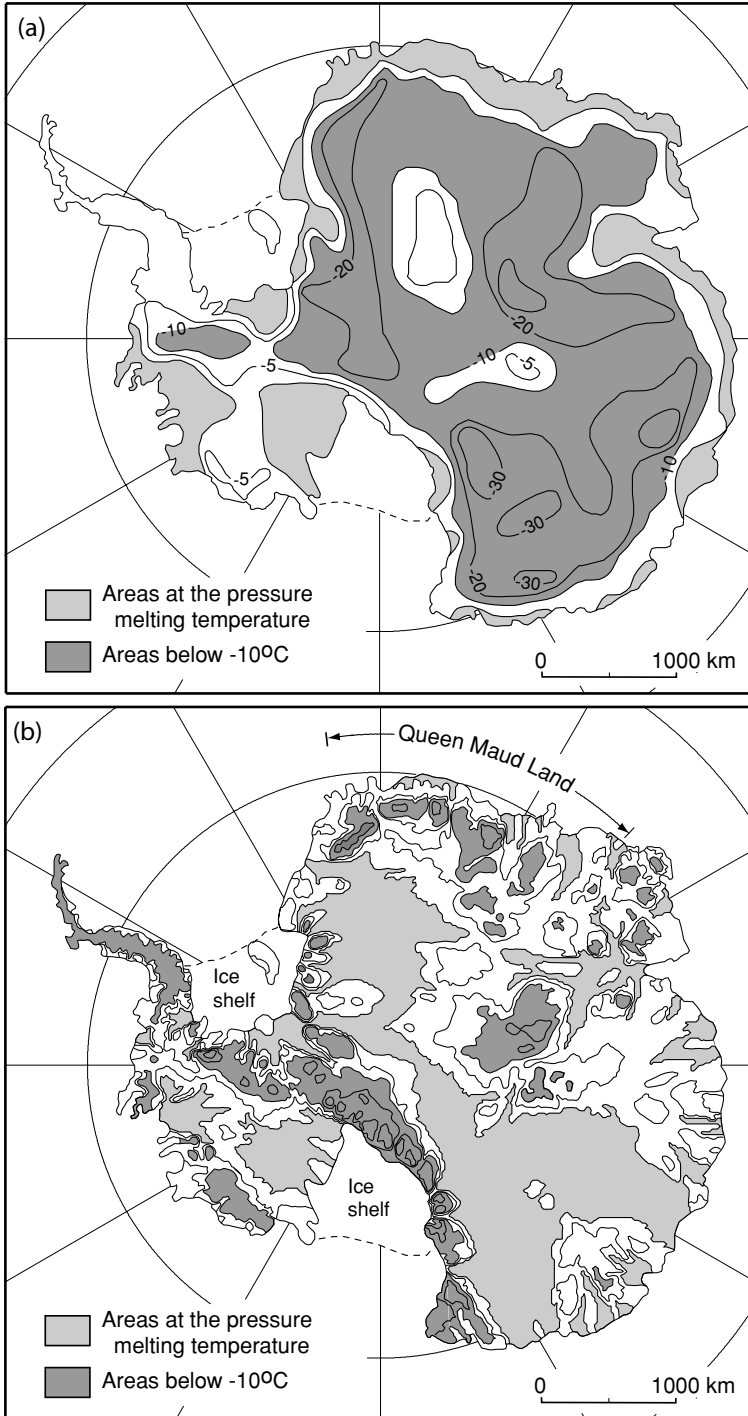 (a)
-20
-20
-10
-10
-5
-5
-10
-5
-30
-30
-20
-30
Areas at the pressure
melting temperature
Areas below -10ºC
0 1000 km
(b)
Queen Maud Land
Ice
shelf
Ice
shelf
Areas at the pressure
melting temperature
Areas below -10ºC
0 1000 km